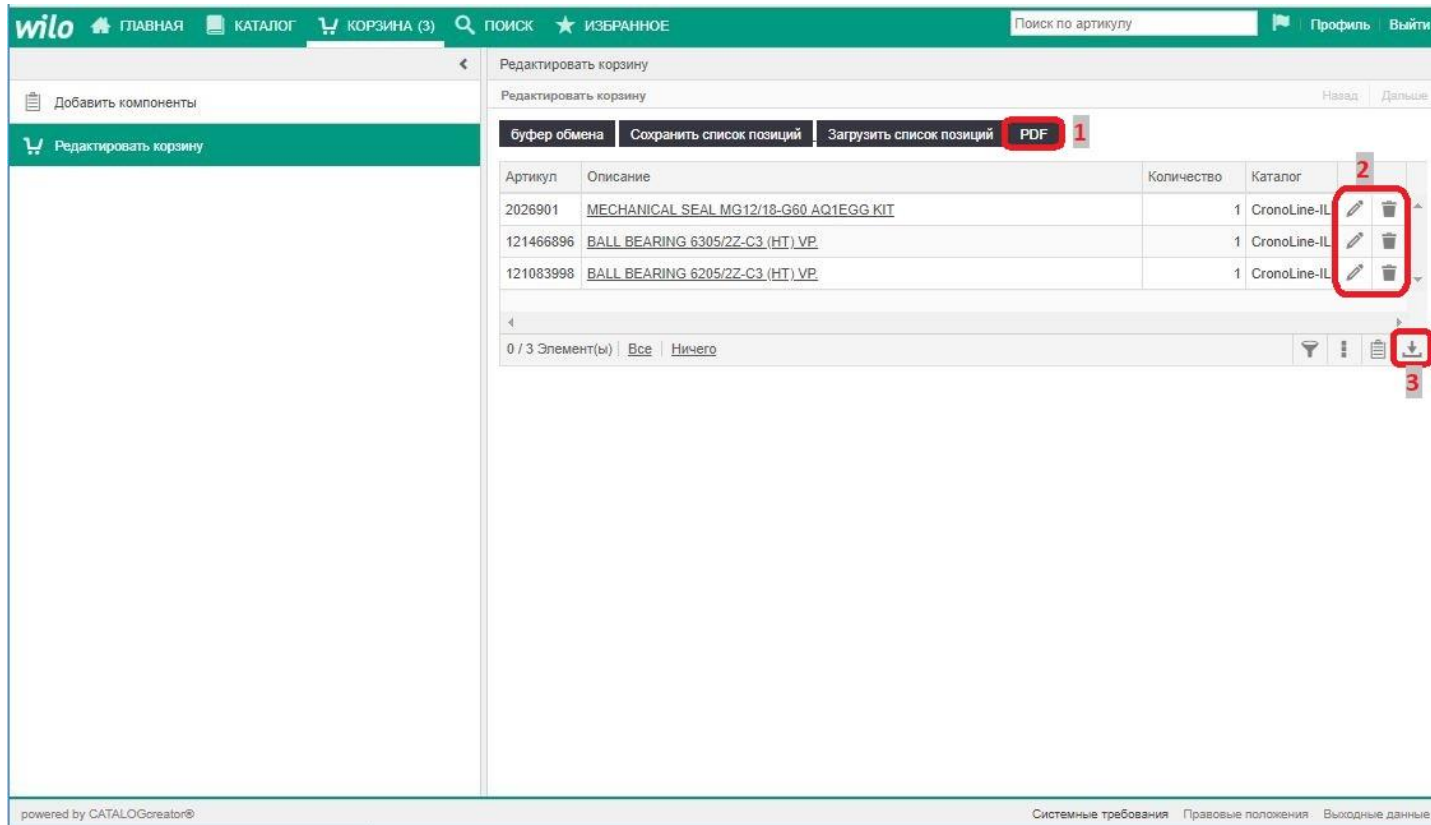 wilo ГЛАВНАЯ КАТАЛОГ КОРЗИНА (3) ПОИСК ИЗБРАННОЕ Поиск по артикулу Профиль Выйти
Редактировать корзину
Добавить компоненты
Редактировать корзину
Редактировать корзину Назад Дальше
буфер обмена Сохранить список позиций Загрузить список позиций PDF 1
Артикул Описание Количество Каталог 2
2026901 MECHANICAL SEAL MG12/18-G60 AQ1EGG KIT 1 CronoLine-IL
121466896 BALL BEARING 6305/2Z-C3 (HT) VP. 1 CronoLine-IL
121083998 BALL BEARING 6205/2Z-C3 (HT) VP. 1 CronoLine-IL
0 / 3 Элемент(ы) Все Ничего
3
powered by CATALOGcreator® Системные требования Правовые положения Выходные данные